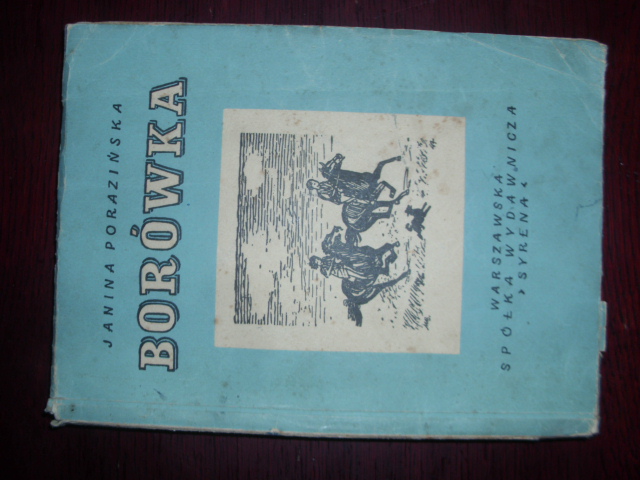 JANINA PORAZIŃSKA
BORÓWKA
WARSZAWSKA
SPÓŁKA WYDAWNICZA
›SYRENA‹